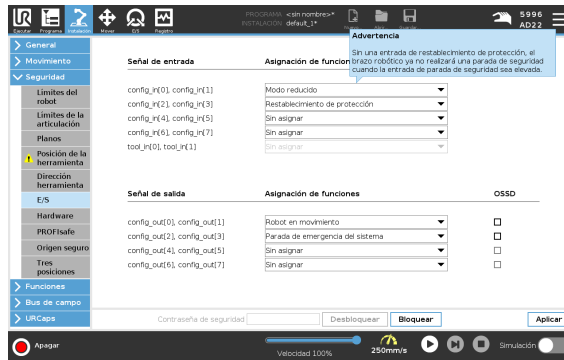 PROGRAMA <sin nombre>*
INSTALACIÓN default_1*
5996
AD22
Ejecutar Programa Instalación Mover E/S Registro
Advertencia
Sin una entrada de restablecimiento de protección, el
brazo robótico ya no realizará una parada de seguridad
cuando la entrada de parada de seguridad sea elevada.
General
Movimiento
Seguridad
Límites del
robot
Límites de la
articulación
Planos
Posición de la
herramienta
Dirección
herramienta
E/S
Hardware
PROFIsafe
Origen seguro
Tres
posiciones
Funciones
Bus de campo
URCaps
Señal de entrada Asignación de funcion
config_in[0], config_in[1] Modo reducido
config_in[2], config_in[3] Restablecimiento de protección
config_in[4], config_in[5] Sin asignar
config_in[6], config_in[7] Sin asignar
tool_in[0], tool_in[1] Sin asignar
Señal de salida Asignación de funciones OSSD
config_out[0], config_out[1] Robot en movimiento
config_out[2], config_out[3] Parada de emergencia del sistema
config_out[4], config_out[5] Sin asignar
config_out[6], config_out[7] Sin asignar
Contraseña de seguridad Desbloquear Bloquear Aplicar
Apagar
Velocidad 100%
250mm/s
Simulación